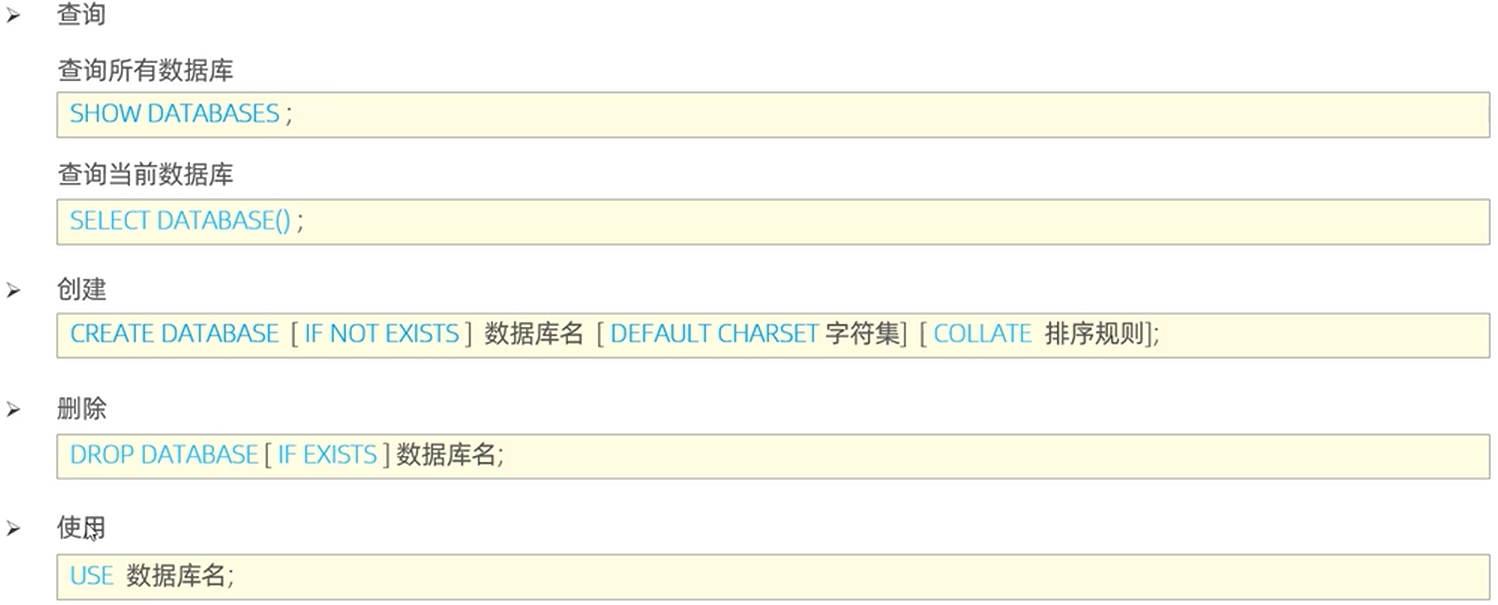 查询
查询所有数据库
SHOW DATABASES ;
查询当前数据库
SELECT DATABASE() ;
创建
CREATE DATABASE [ IF NOT EXISTS ] 数据库名 [ DEFAULT CHARSET 字符集] [ COLLATE 排序规则];
删除
DROP DATABASE [ IF EXISTS ] 数据库名;
使用
USE 数据库名;